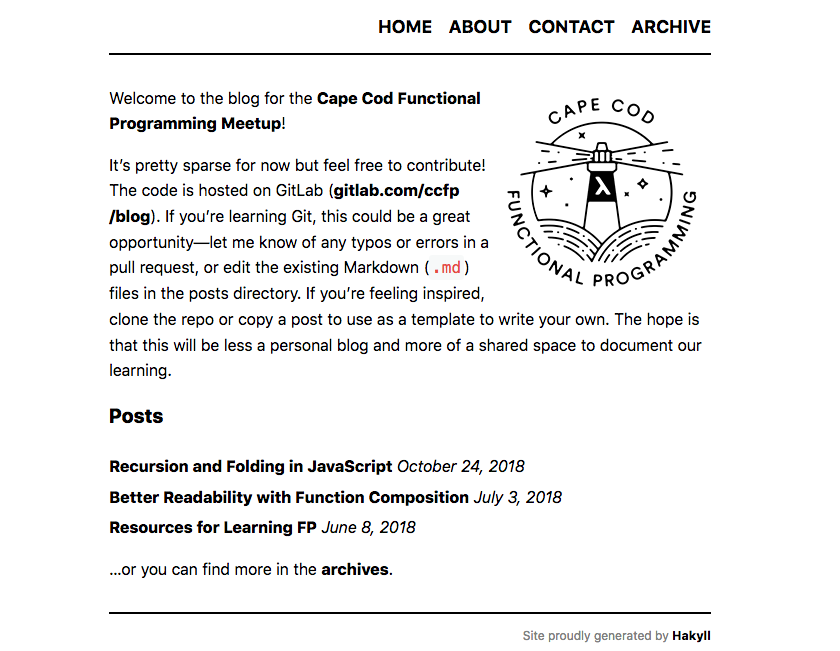 HOME ABOUT CONTACT ARCHIVE
Welcome to the blog for the Cape Cod Functional
Programming Meetup!
CAPE COD
FUNCTIONAL PROGRAMMING
λ
It’s pretty sparse for now but feel free to contribute!
The code is hosted on GitLab (gitlab.com/ccfp
/blog). If you’re learning Git, this could be a great
opportunity—let me know of any typos or errors in a
pull request, or edit the existing Markdown ( .md )
files in the posts directory. If you’re feeling inspired,
clone the repo or copy a post to use as a template to write your own. The hope is
that this will be less a personal blog and more of a shared space to document our
learning.
Posts
Recursion and Folding in JavaScript October 24, 2018
Better Readability with Function Composition July 3, 2018
Resources for Learning FP June 8, 2018
…or you can find more in the archives.
Site proudly generated by Hakyll